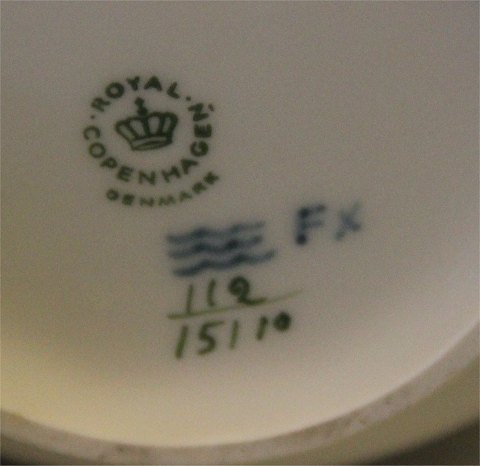 ROYAL COPENHAGEN
DENMARK
FX
112
15110